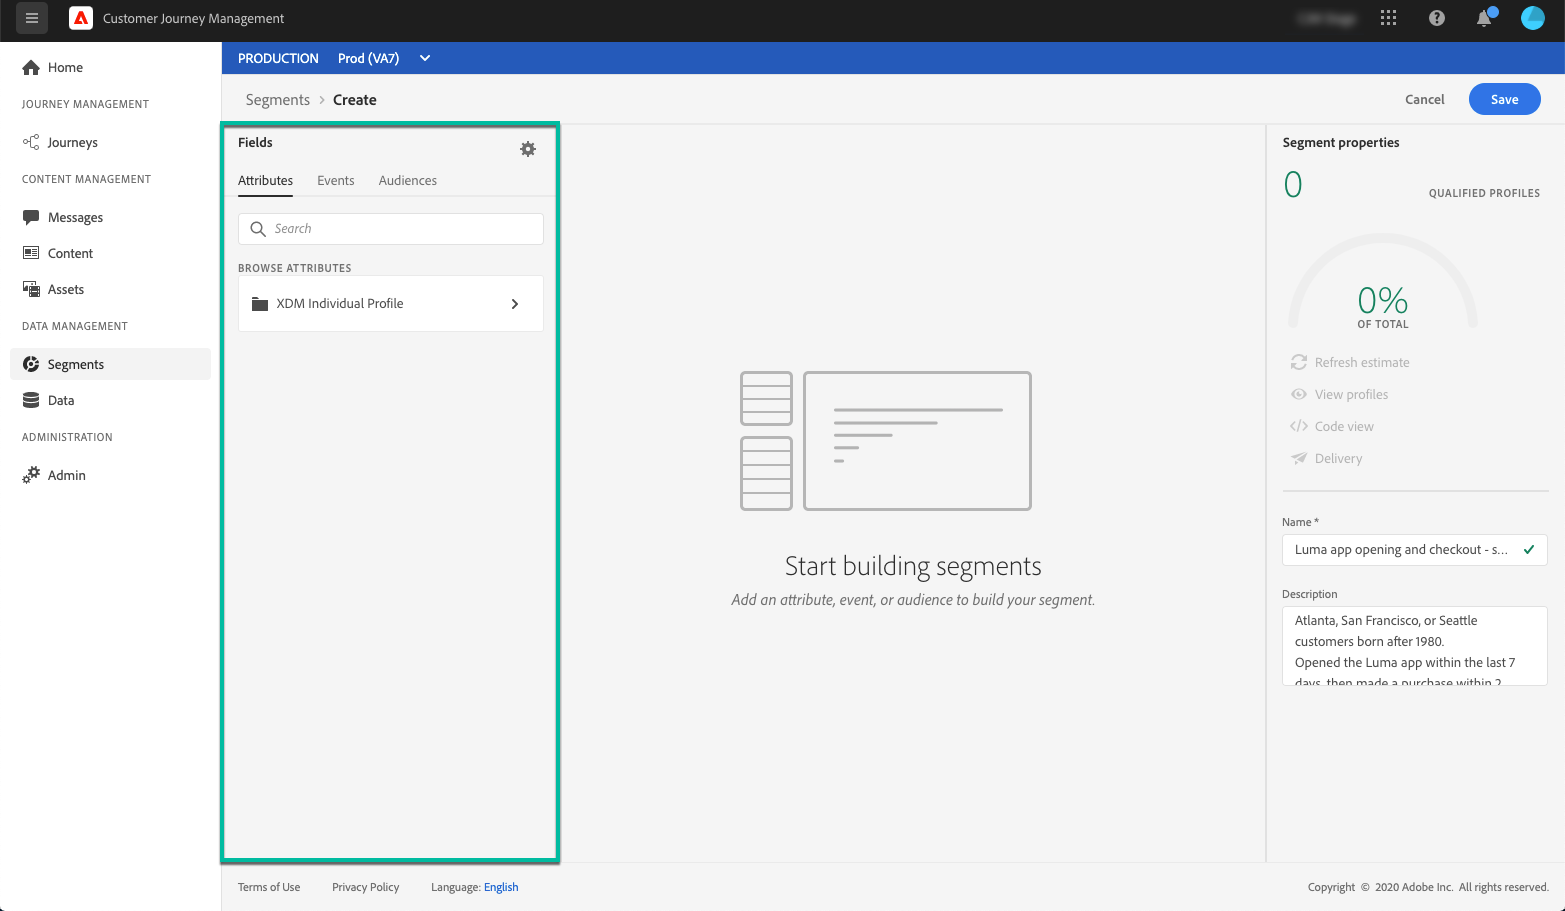 Customer Journey Management
PRODUCTION Prod (VA7)
Home
JOURNEY MANAGEMENT
Journeys
CONTENT MANAGEMENT
Messages
Content
Assets
DATA MANAGEMENT
Segments
Data
ADMINISTRATION
Admin
Segments > Create
Cancel
Save
Fields
Attributes Events Audiences
Search
BROWSE ATTRIBUTES
XDM Individual Profile
Start building segments
Add an attribute, event, or audience to build your segment.
Segment properties
0
QUALIFIED PROFILES
0%
OF TOTAL
Refresh estimate
View profiles
</> Code view
Delivery
Name *
Luma app opening and checkout - s...
Description
Atlanta, San Francisco, or Seattle
customers born after 1980.
Opened the Luma app within the last 7
days, then made a purchase within 2
Terms of Use Privacy Policy Language: English
Copyright © 2020 Adobe Inc. All rights reserved.